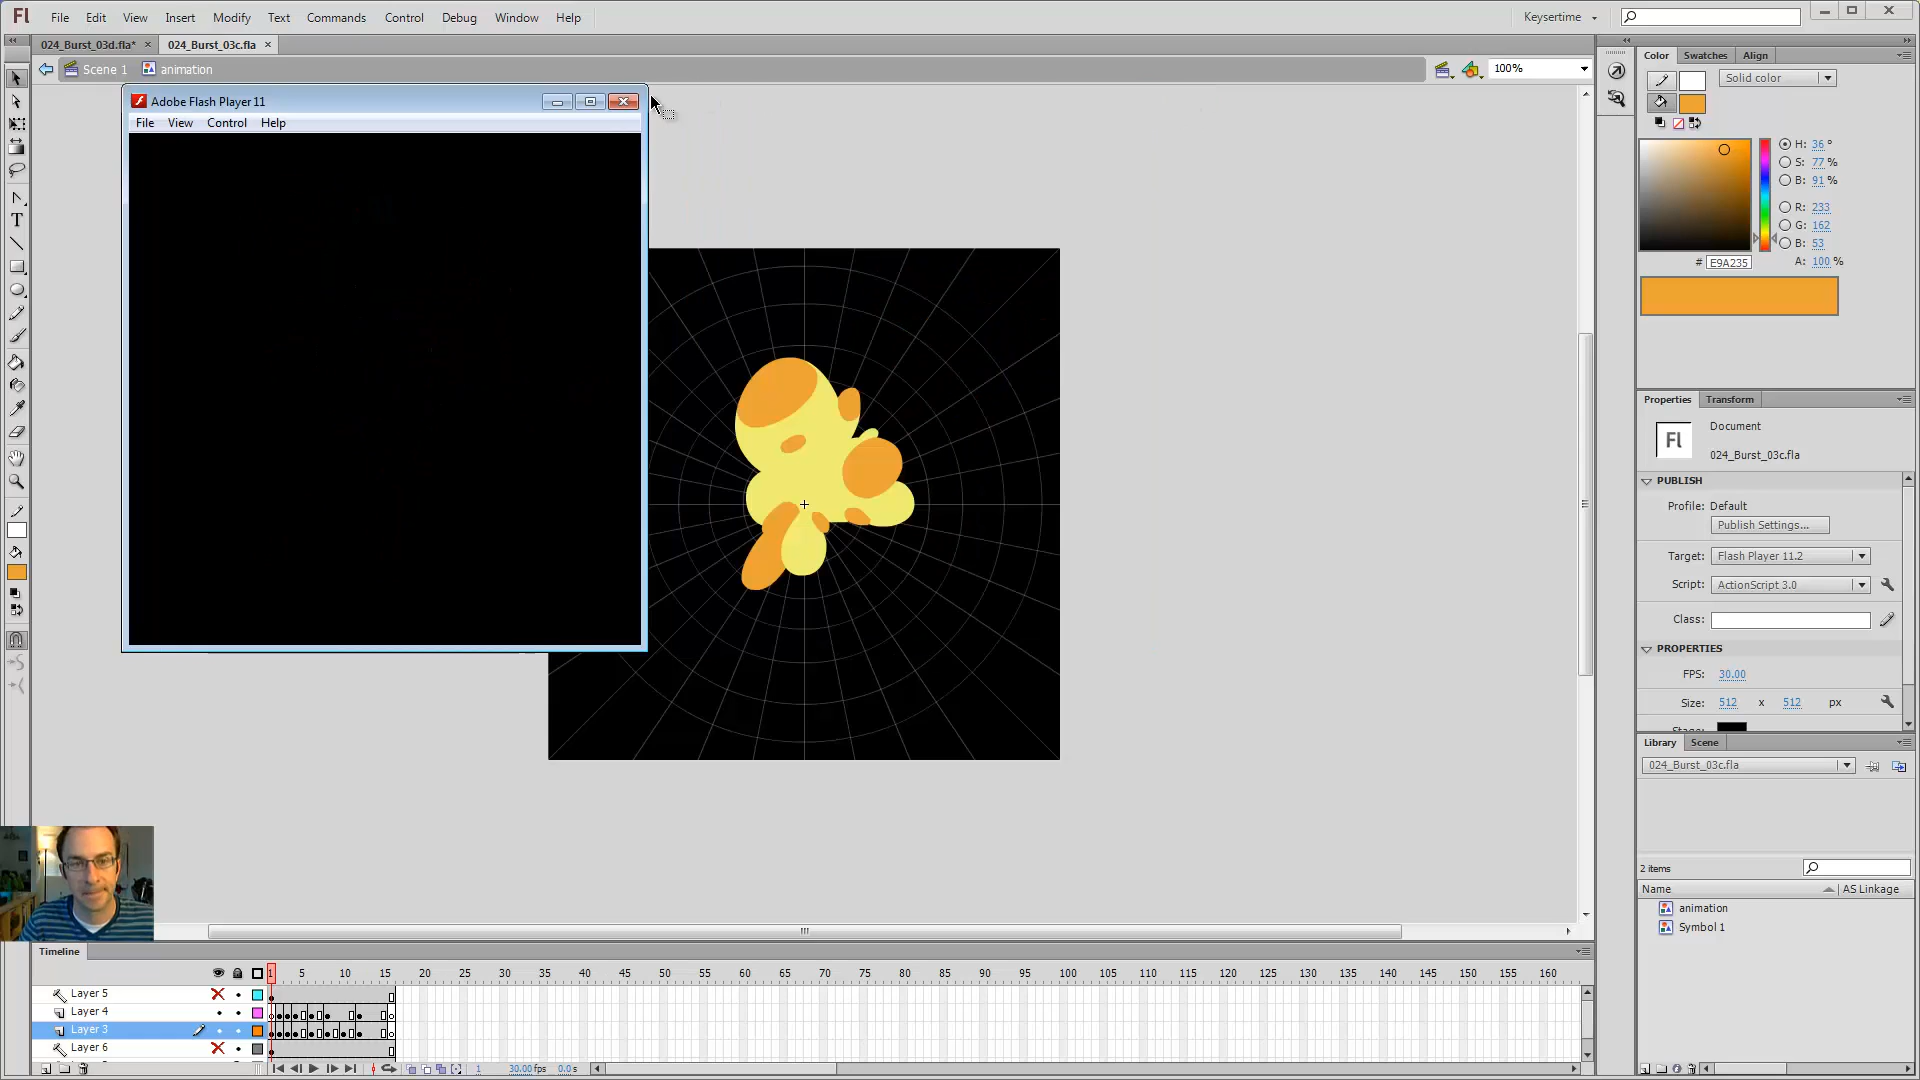 Fl File Edit View Insert Modify Text Commands Control Debug Window Help Keysertime
024_Burst_03d.fla* × 024_Burst_03c.fla ×
Scene 1 animation 100%
Adobe Flash Player 11
File View Control Help
Color Swatches Align
Solid color
H: 36 °
S: 77 %
B: 91 %
R: 233
G: 162
B: 53
# E9A235 A: 100 %
Properties Transform
Document
Fl
024_Burst_03c.fla
PUBLISH
Profile: Default
Publish Settings...
Target: Flash Player 11.2
Script: ActionScript 3.0
Class:
PROPERTIES
FPS: 30.00
Size: 512 x 512 px
Library Scene
024_Burst_03c.fla
2 items
Name AS Linkage
animation
Symbol 1
Timeline
1 5 10 15 20 25 30 35 40 45 50 55 60 65 70 75 80 85 90 95 100 105 110 115 120 125 130 135 140 145 150 155 160
Layer 5
Layer 4
Layer 3
Layer 6
1 30.00 fps 0.0 s